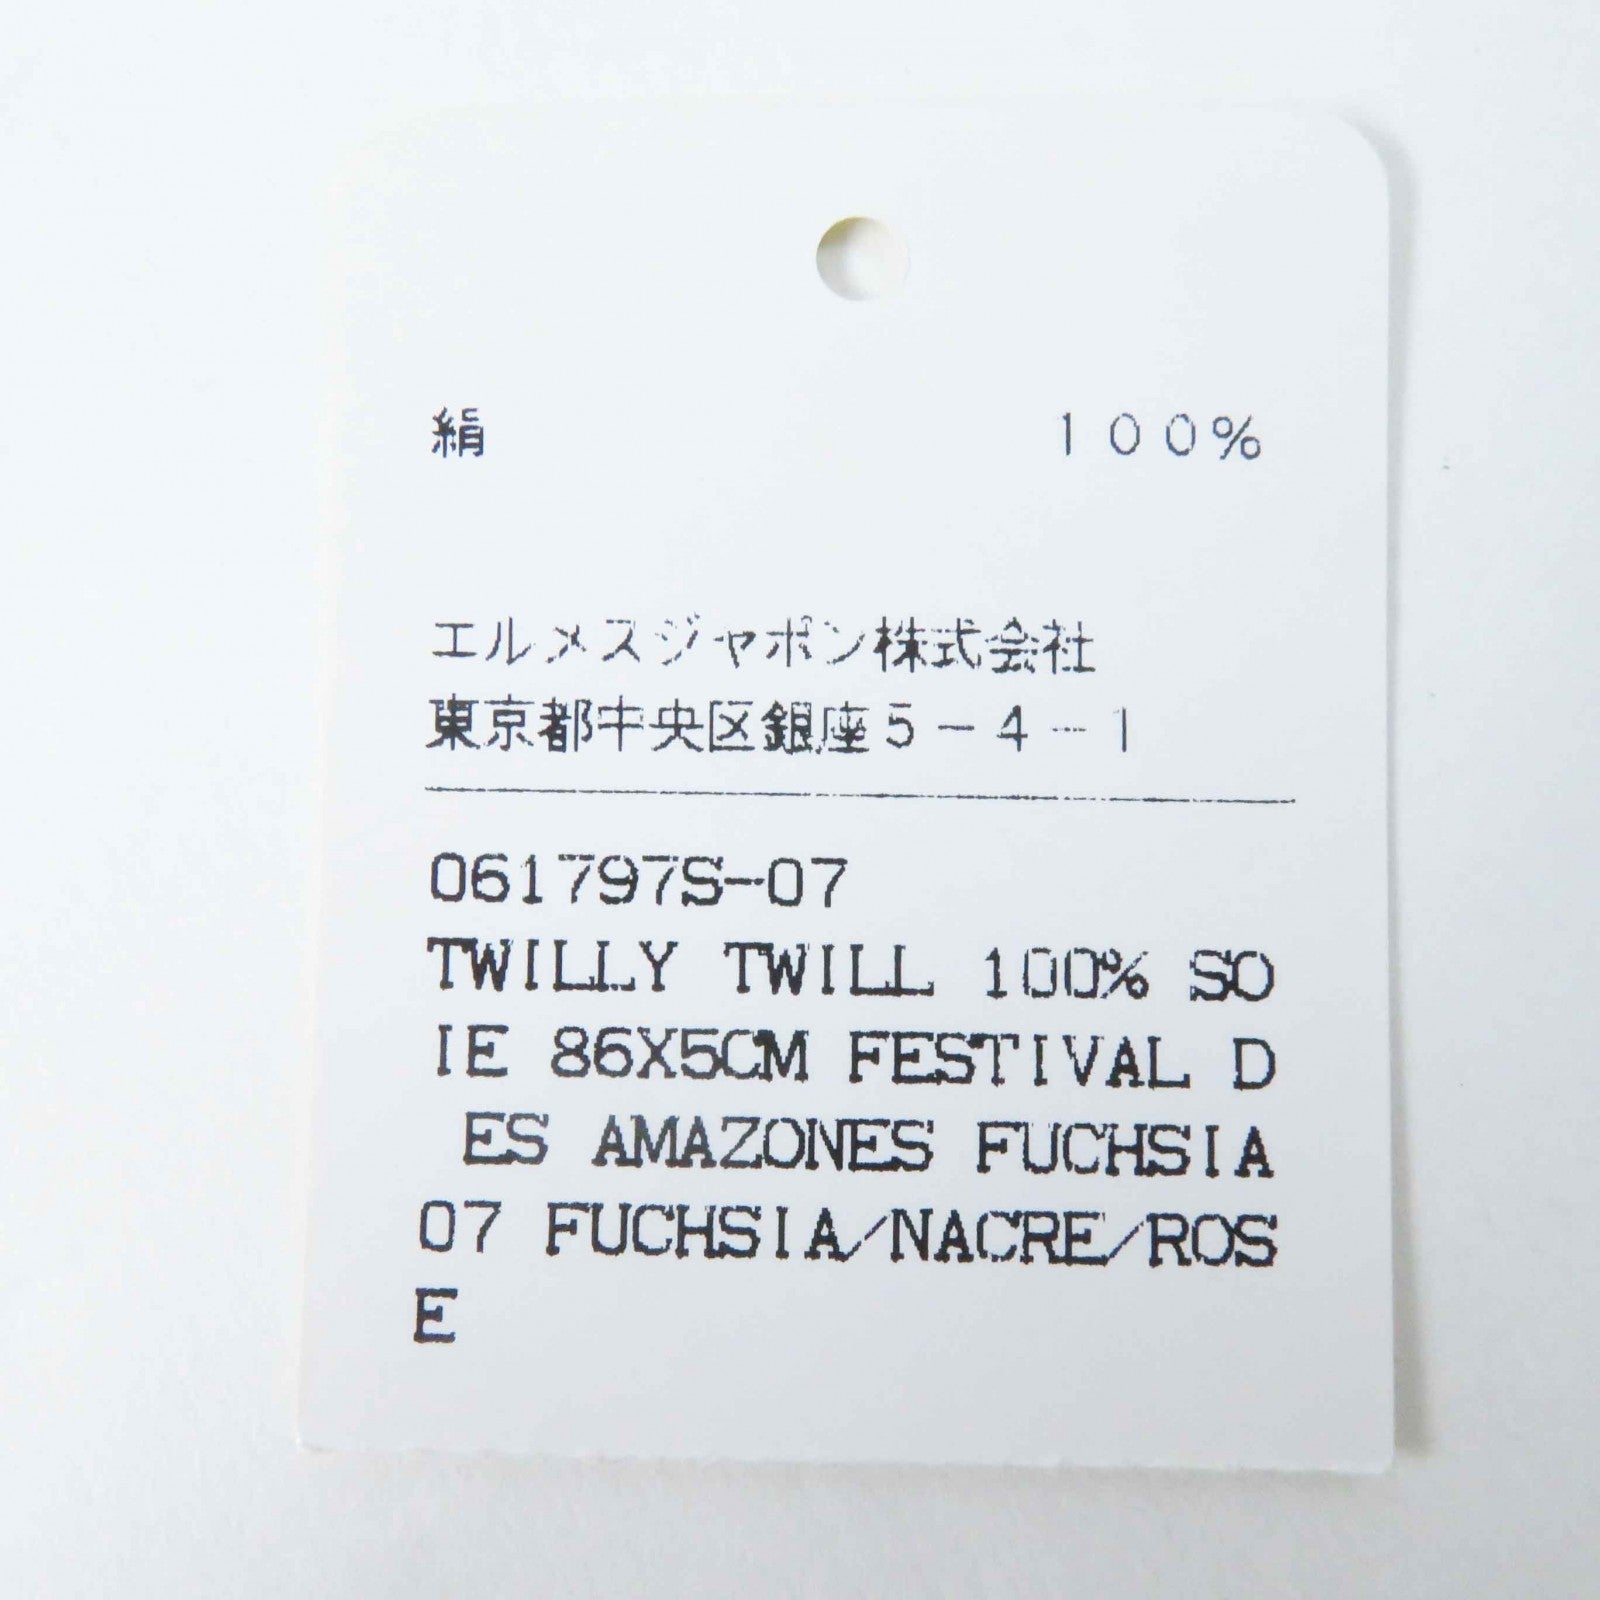 絹 100%
エルメスジャポン株式会社
東京都中央区銀座5-4-1
061797S-07
TWILLY TWILL 100% SO
IE 86X5CM FESTIVAL D
ES AMAZONES FUCHSIA
07 FUCHSIA/NACRE/ROS
E